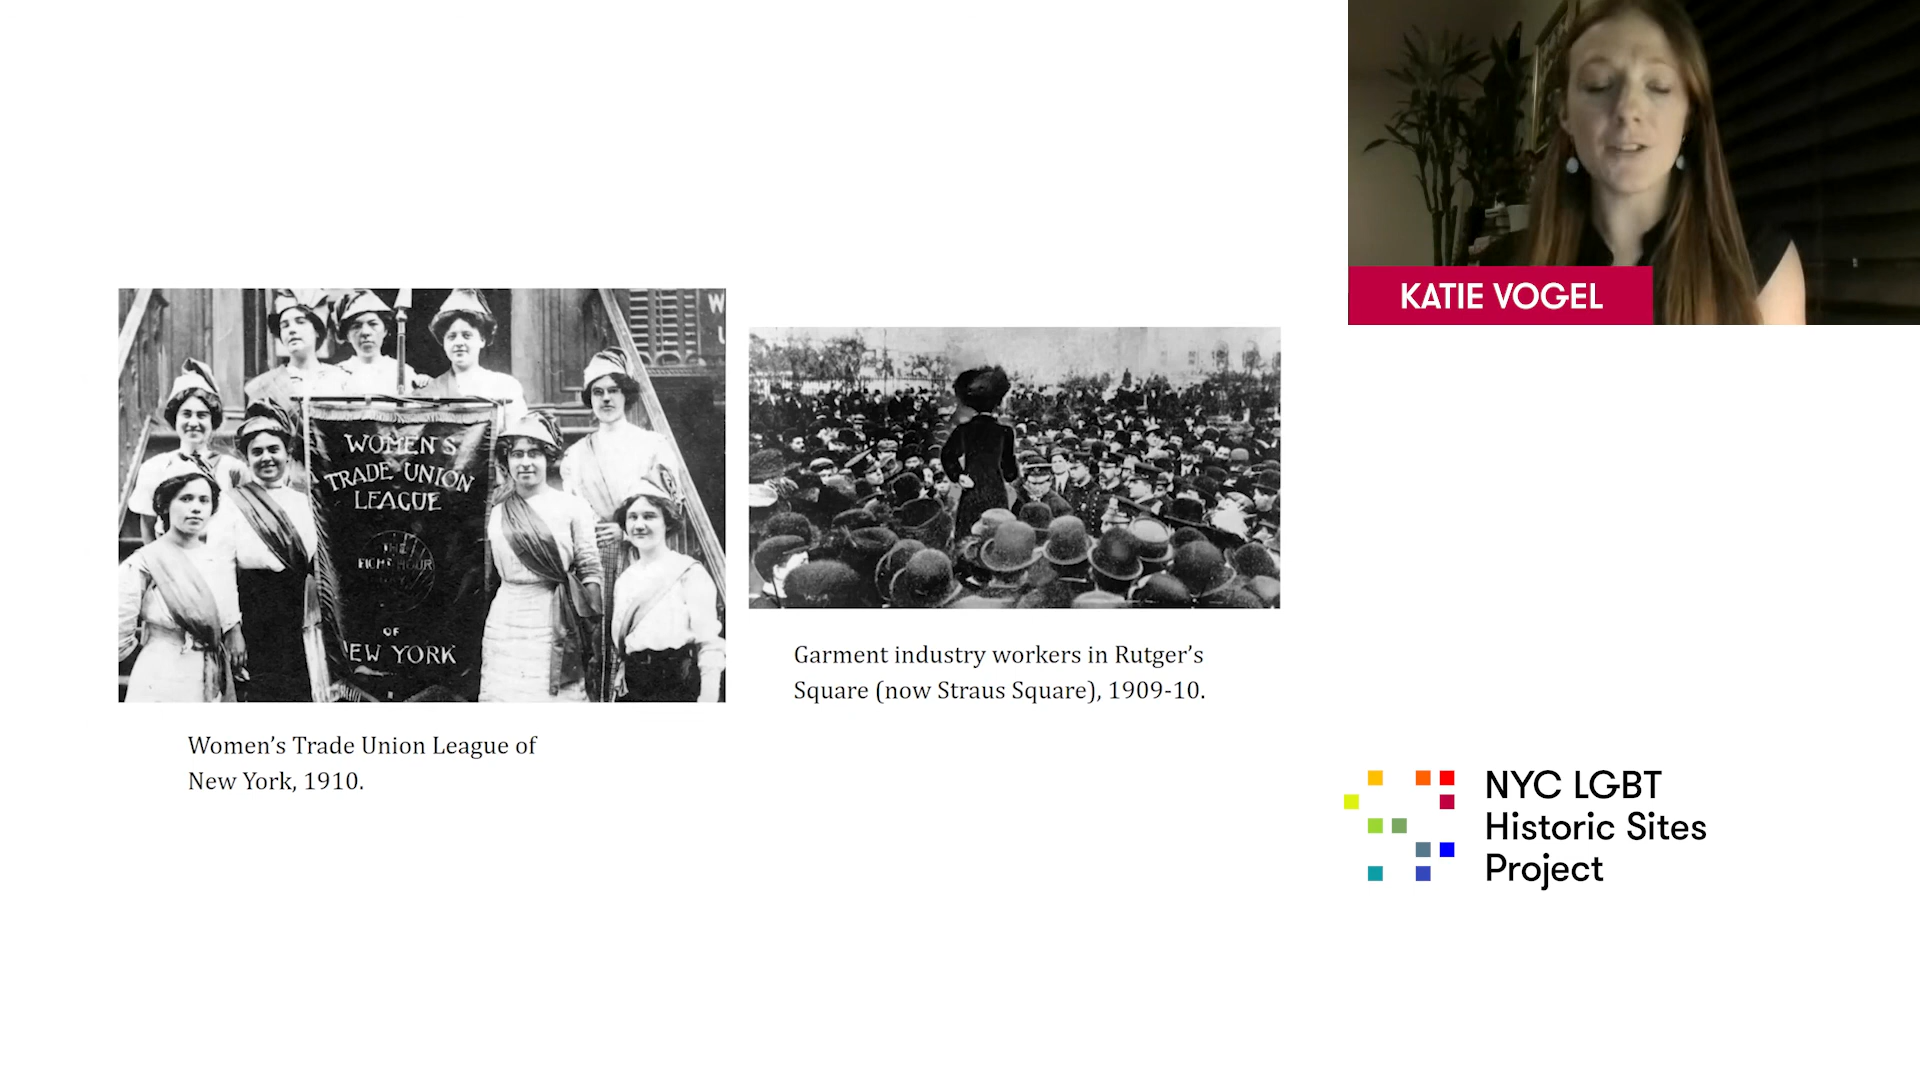 KATIE VOGEL
W
U
WOMEN'S
TRADE UNION
LEAGUE
THE
EIGHT HOUR
DAY
OF
NEW YORK
Garment industry workers in Rutger’s
Square (now Straus Square), 1909-10.
Women’s Trade Union League of
New York, 1910.
NYC LGBT
Historic Sites
Project